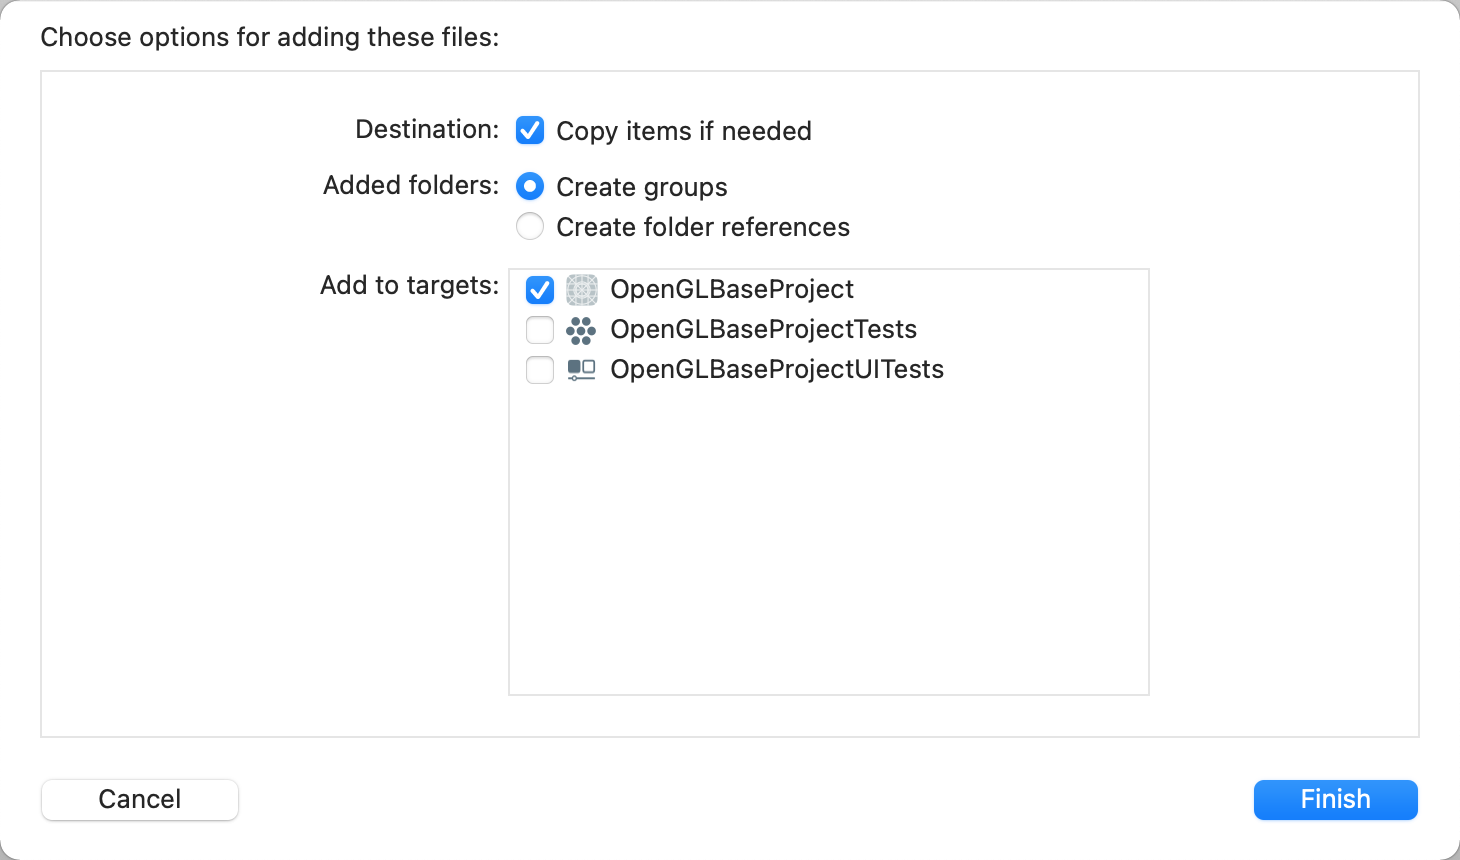 Choose options for adding these files:
Destination: Copy items if needed
Added folders: Create groups
Create folder references
Add to targets: OpenGLBaseProject
OpenGLBaseProjectTests
OpenGLBaseProjectUITests
Cancel Finish